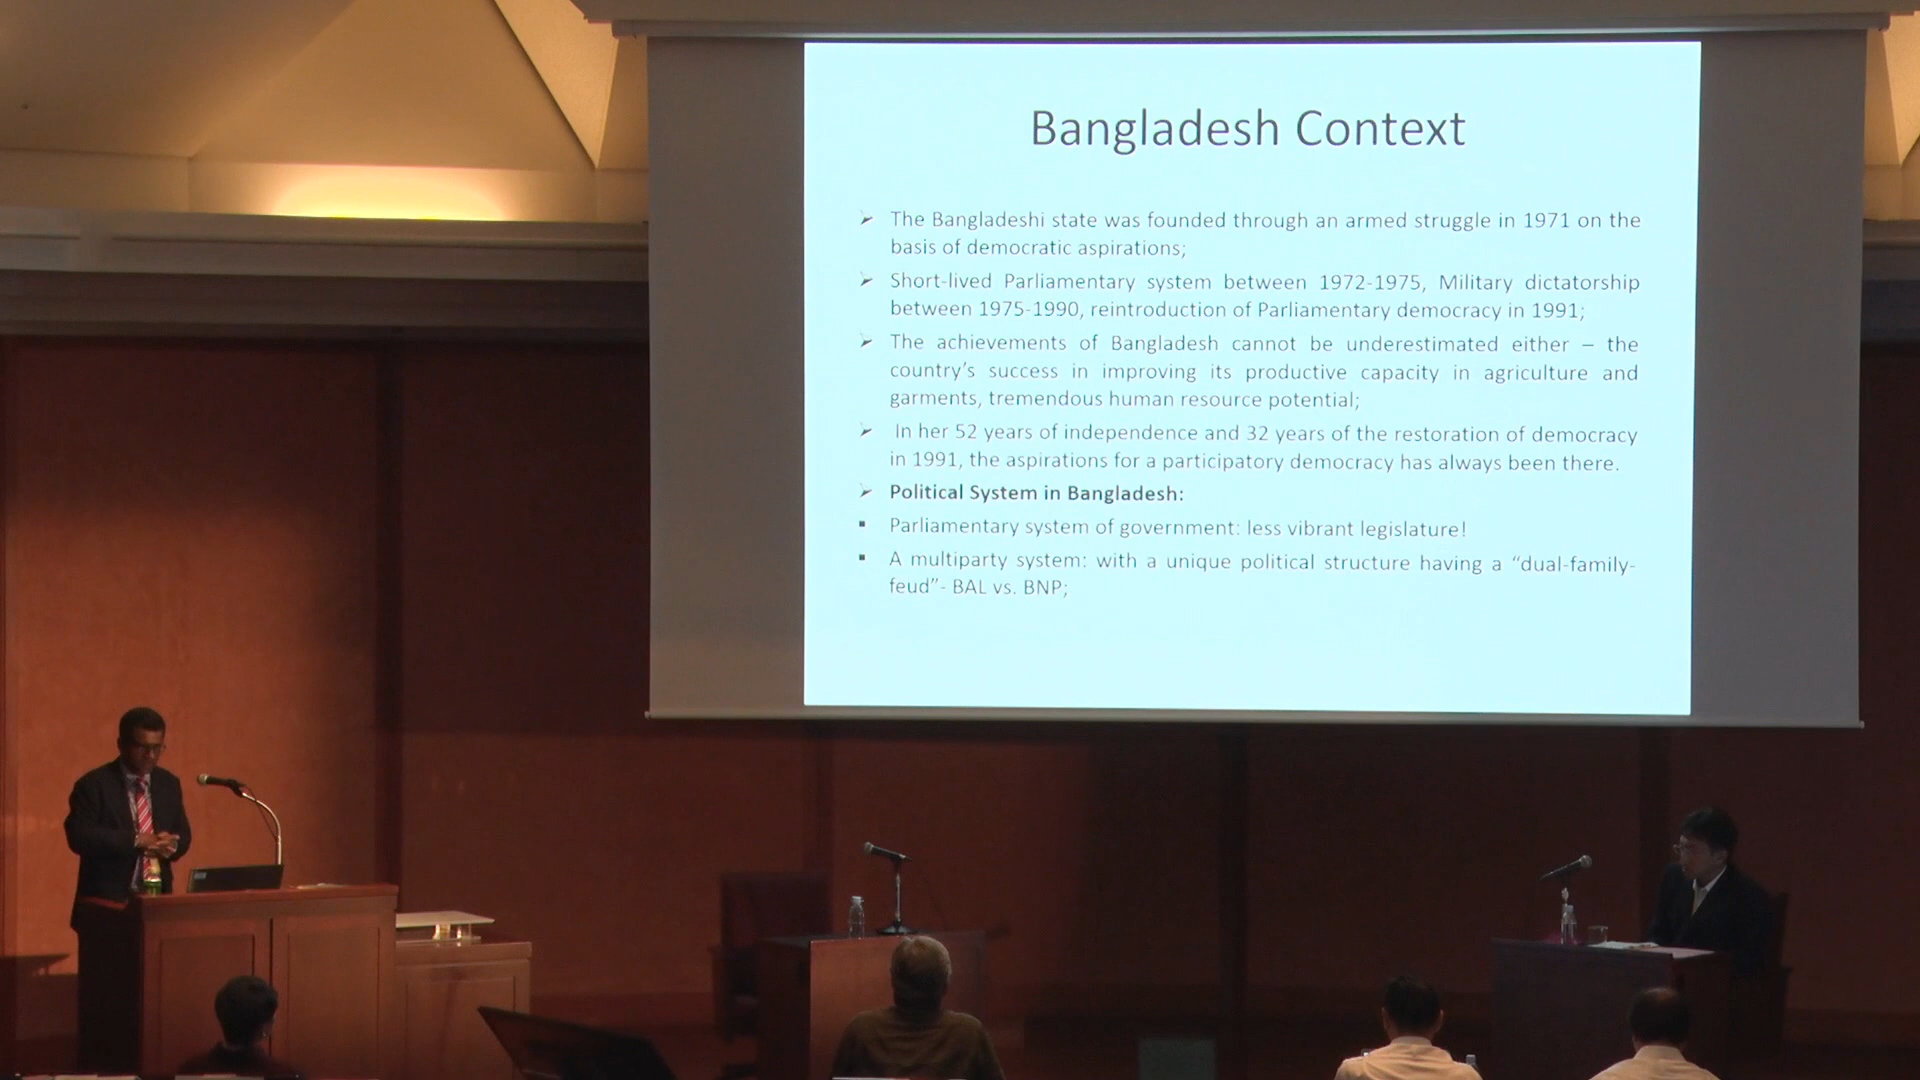 Bangladesh Context
➢ The Bangladeshi state was founded through an armed struggle in 1971 on the
basis of democratic aspirations;
➢ Short-lived Parliamentary system between 1972-1975, Military dictatorship
between 1975-1990, reintroduction of Parliamentary democracy in 1991;
➢ The achievements of Bangladesh cannot be underestimated either – the
country’s success in improving its productive capacity in agriculture and
garments, tremendous human resource potential;
➢ In her 52 years of independence and 32 years of the restoration of democracy
in 1991, the aspirations for a participatory democracy has always been there.
➢ Political System in Bangladesh:
▪ Parliamentary system of government: less vibrant legislature!
▪ A multiparty system: with a unique political structure having a “dual-family-
feud”- BAL vs. BNP;